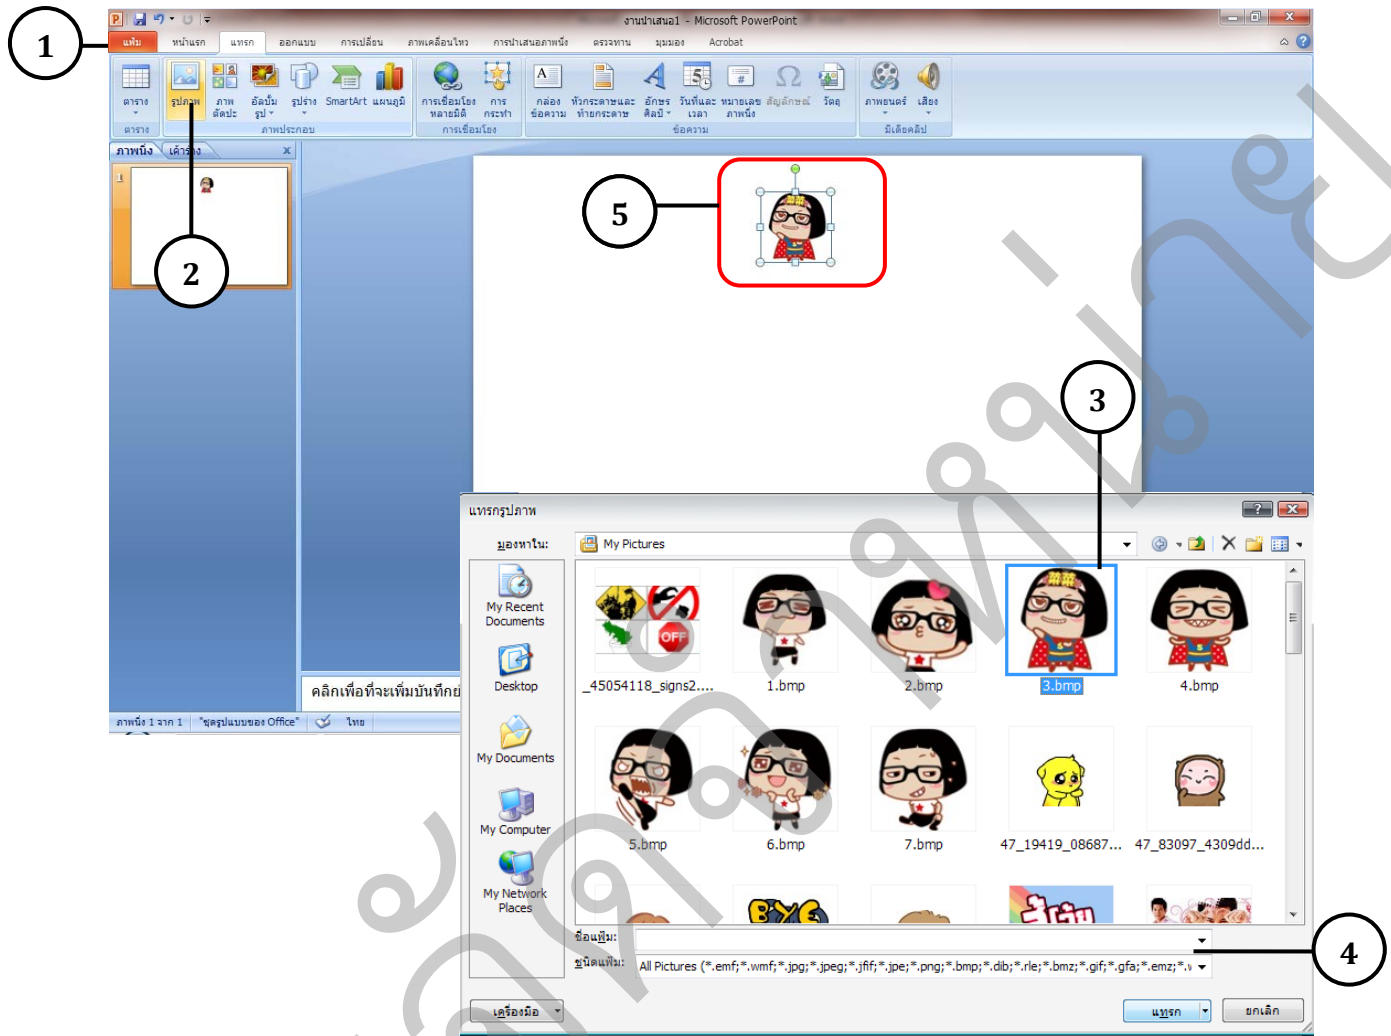 งานนำเสนอ1 - Microsoft PowerPoint
1
แฟ้ม หน้าแรก แทรก ออกแบบ การเปลี่ยน ภาพเคลื่อนไหว การนำเสนอภาพนิ่ง ตรวจทาน มุมมอง Acrobat
ตาราง รูปภาพ ภาพตัดปะ อัลบั้มรูป รูปร่าง SmartArt แผนภูมิ การเชื่อมโยงหลายมิติ การกระทำ กล่องข้อความ หัวกระดาษและท้ายกระดาษ อักษรศิลป์ วันที่และเวลา หมายเลขภาพนิ่ง สัญลักษณ์ วัตถุ ภาพยนตร์ เสียง
ตาราง ภาพประกอบ การเชื่อมโยง ข้อความ มีเดียคลิป
ภาพนิ่ง เค้าร่าง x
1
5
2
3
แทรกรูปภาพ
มองหาใน: My Pictures
My Recent Documents
Desktop
My Documents
My Computer
My Network Places
OFF
_45054118_signs2.... 1.bmp 2.bmp 3.bmp 4.bmp
5.bmp 6.bmp 7.bmp 47_19419_08687... 47_83097_4309dd...
BYE
คลิกเพื่อที่จะเพิ่มบันทึกย่
ภาพนิ่ง 1 จาก 1 "ชุดรูปแบบของ Office" ไทย
ชื่อแฟ้ม:
ชนิดแฟ้ม: All Pictures (*.emf;*.wmf;*.jpg;*.jpeg;*.jfif;*.jpe;*.png;*.bmp;*.dib;*.rle;*.bmz;*.gif;*.gfa;*.emz;*.w
4
เครื่องมือ แทรก ยกเลิก